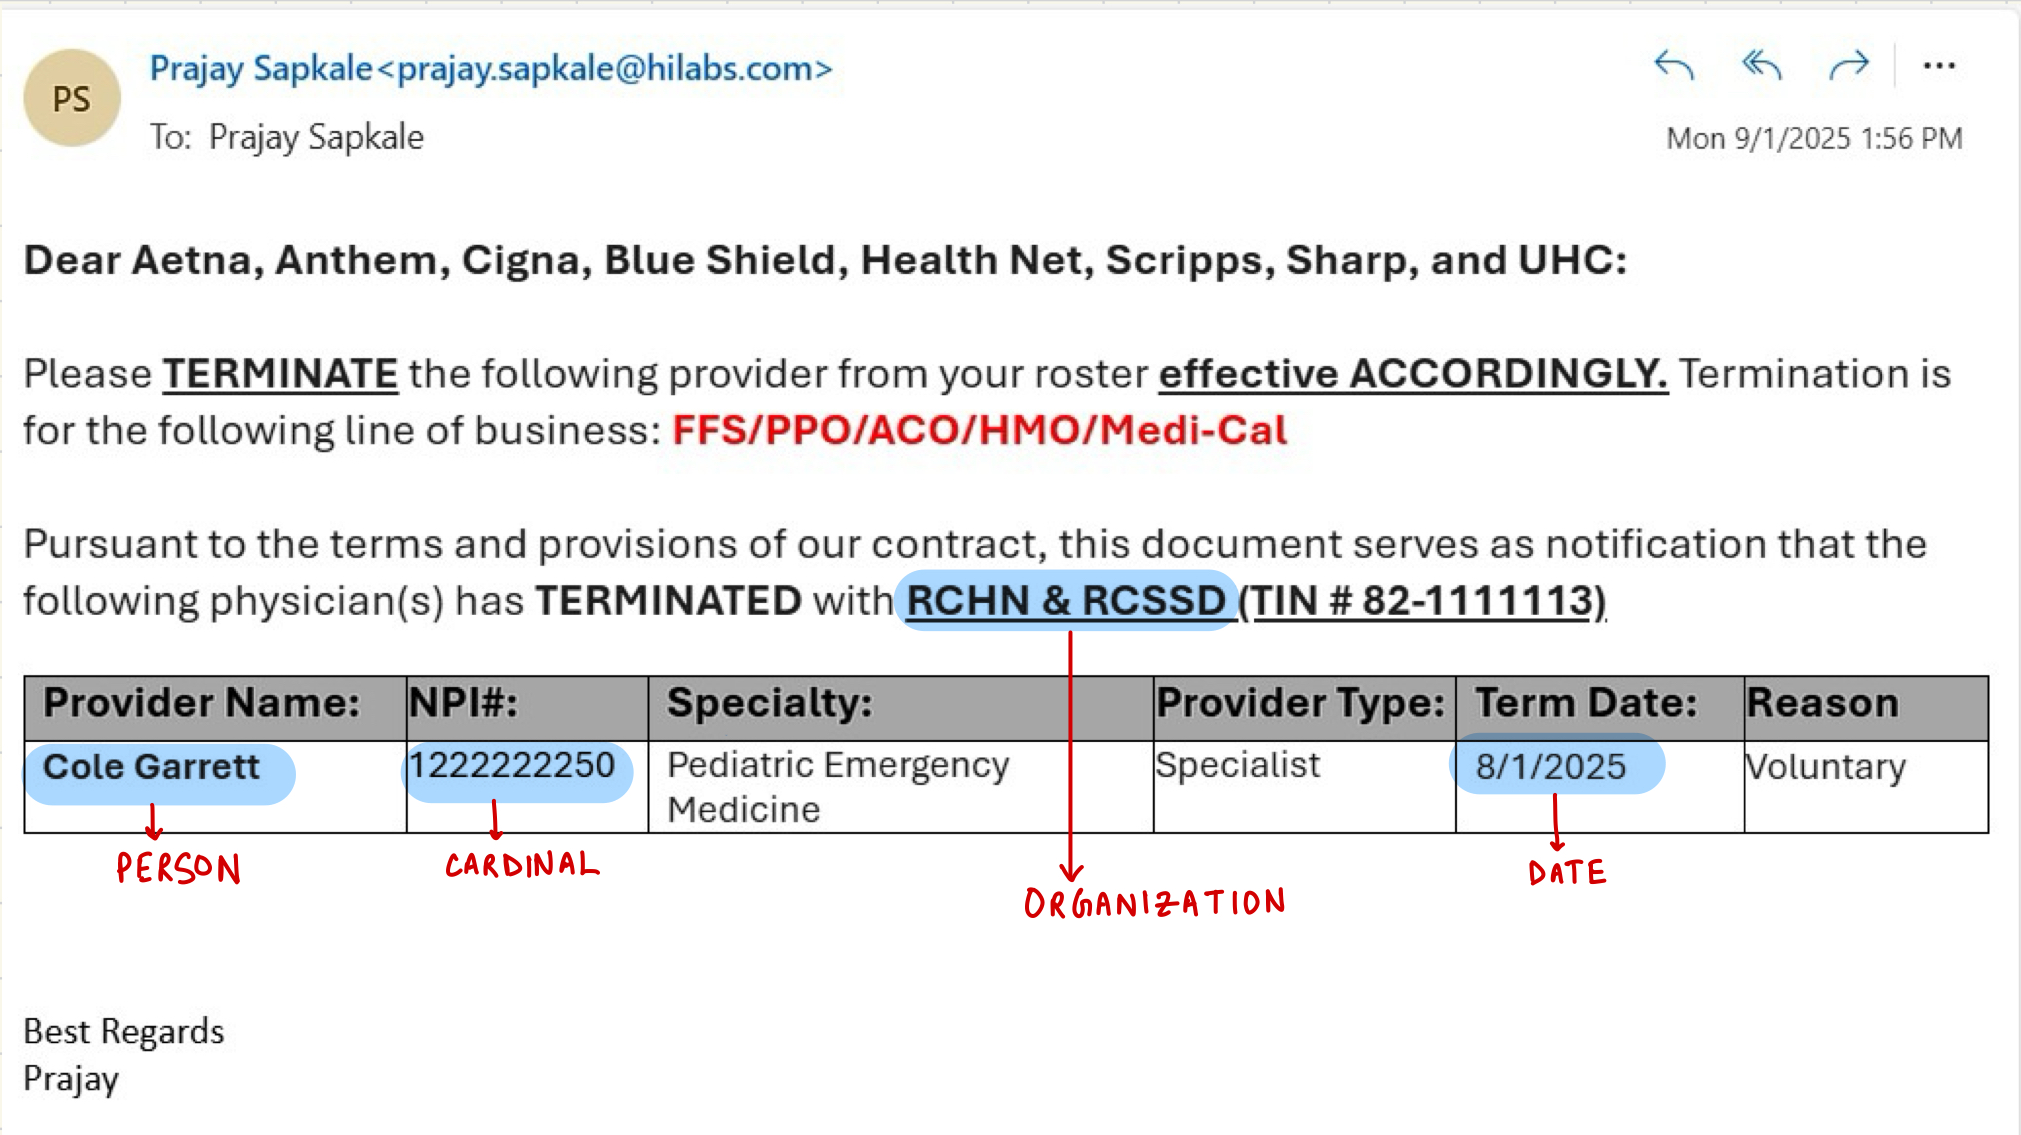 PS
Prajay Sapkale<prajay.sapkale@hilabs.com>
To: Prajay Sapkale
Mon 9/1/2025 1:56 PM
Dear Aetna, Anthem, Cigna, Blue Shield, Health Net, Scripps, Sharp, and UHC:
Please TERMINATE the following provider from your roster effective ACCORDINGLY. Termination is
for the following line of business: FFS/PPO/ACO/HMO/Medi-Cal
Pursuant to the terms and provisions of our contract, this document serves as notification that the
following physician(s) has TERMINATED with RCHN & RCSSD (TIN # 82-1111113)
Provider Name: NPI#: Specialty: Provider Type: Term Date: Reason
Cole Garrett 1222222250 Pediatric Emergency Specialist 8/1/2025 Voluntary
Medicine
PERSON CARDINAL DATE
ORGANIZATION
Best Regards
Prajay